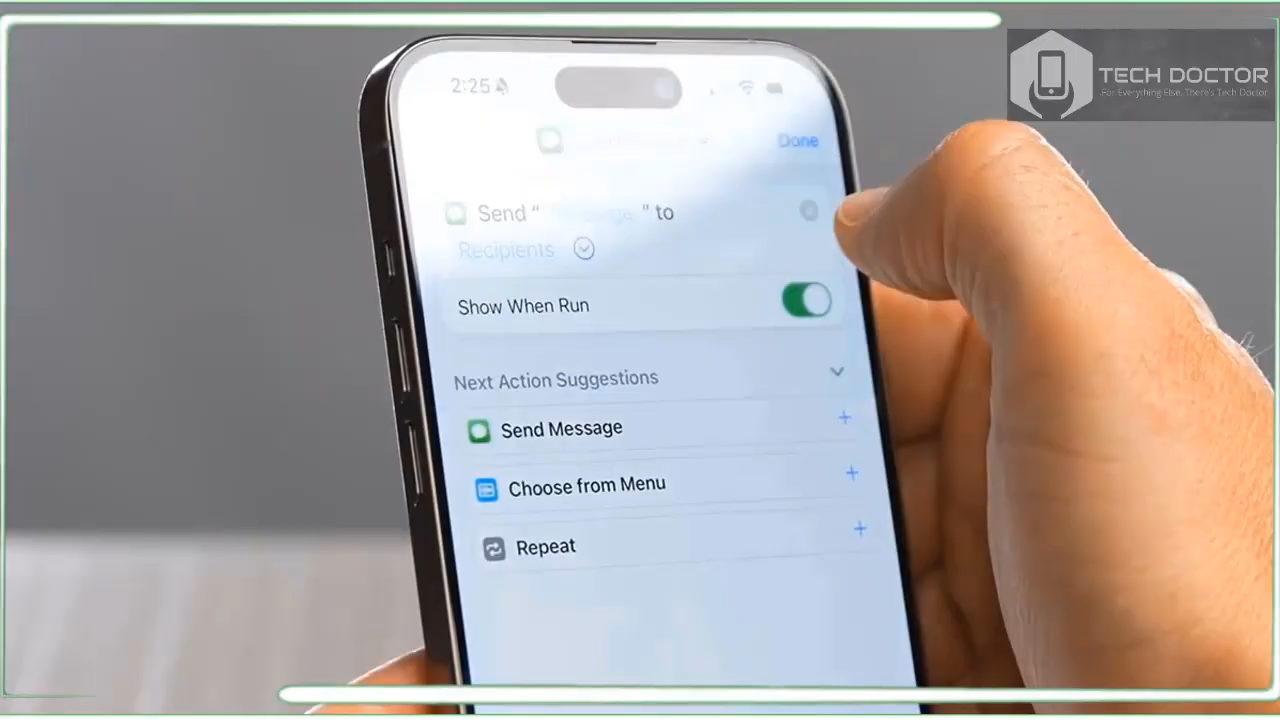 TECH DOCTOR
For Everything Else, There's Tech Doctor
2:25
Done
Send “ ” to
Recipients
Show When Run
Next Action Suggestions
Send Message
Choose from Menu
Repeat